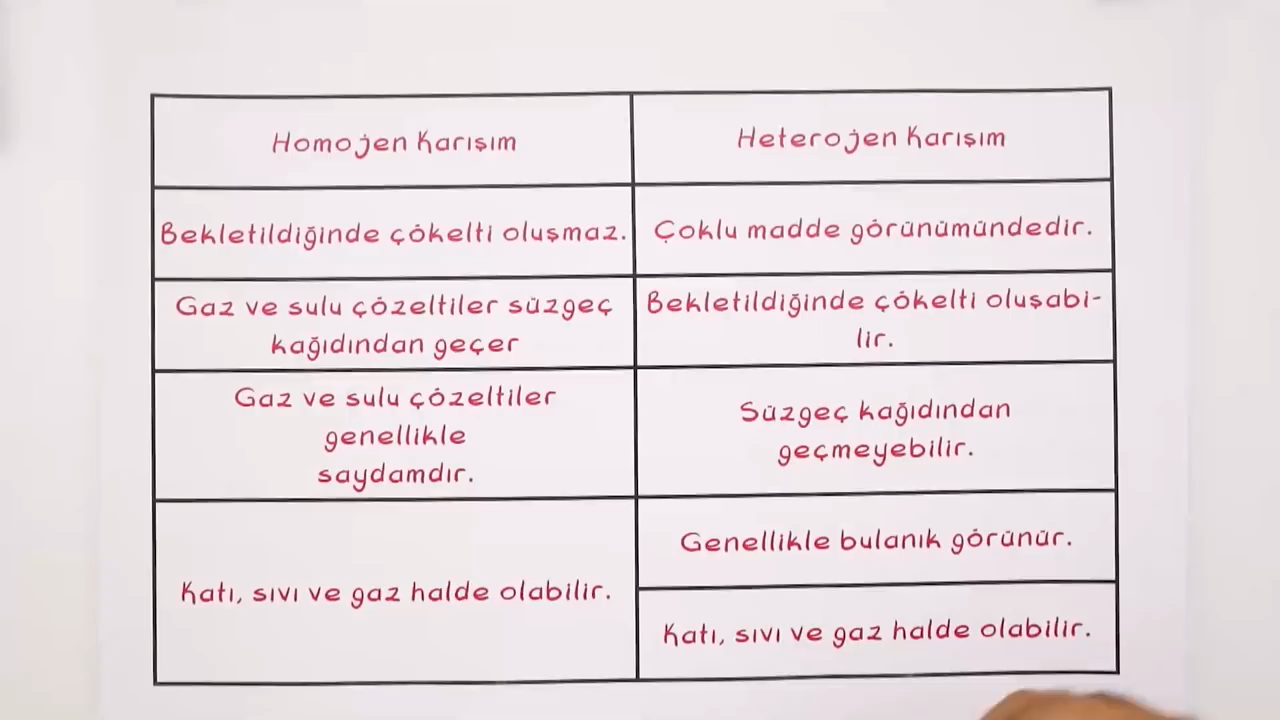 Homojen Karışım
Heterojen Karışım
Bekletildiğinde çökelti oluşmaz.
Çoklu madde görünümündedir.
Gaz ve sulu çözeltiler süzgeç
kağıdından geçer
Bekletildiğinde çökelti oluşabi-
lir.
Gaz ve sulu çözeltiler
genellikle
saydamdır.
Süzgeç kağıdından
geçmeyebilir.
Katı, sıvı ve gaz halde olabilir.
Genellikle bulanık görünür.
Katı, sıvı ve gaz halde olabilir.